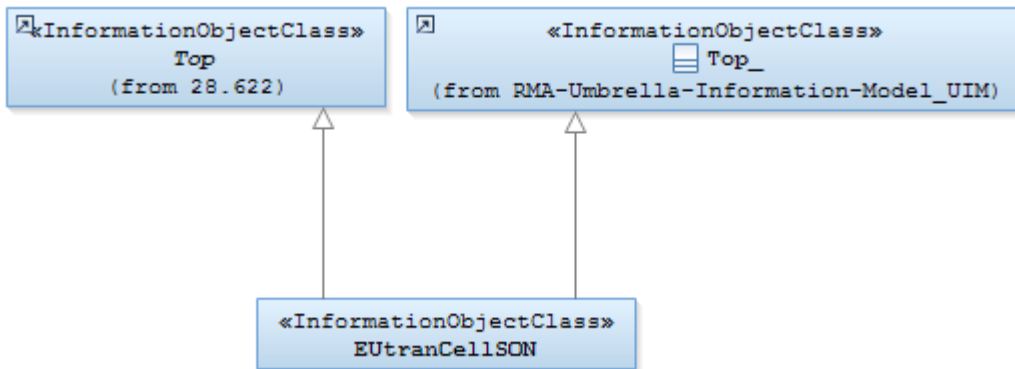 «InformationObjectClass»
Top
(from 28.622)
«InformationObjectClass»
Top_
(from RMA-Umbrella-Information-Model_UIM)
«InformationObjectClass»
EUtranCellSON